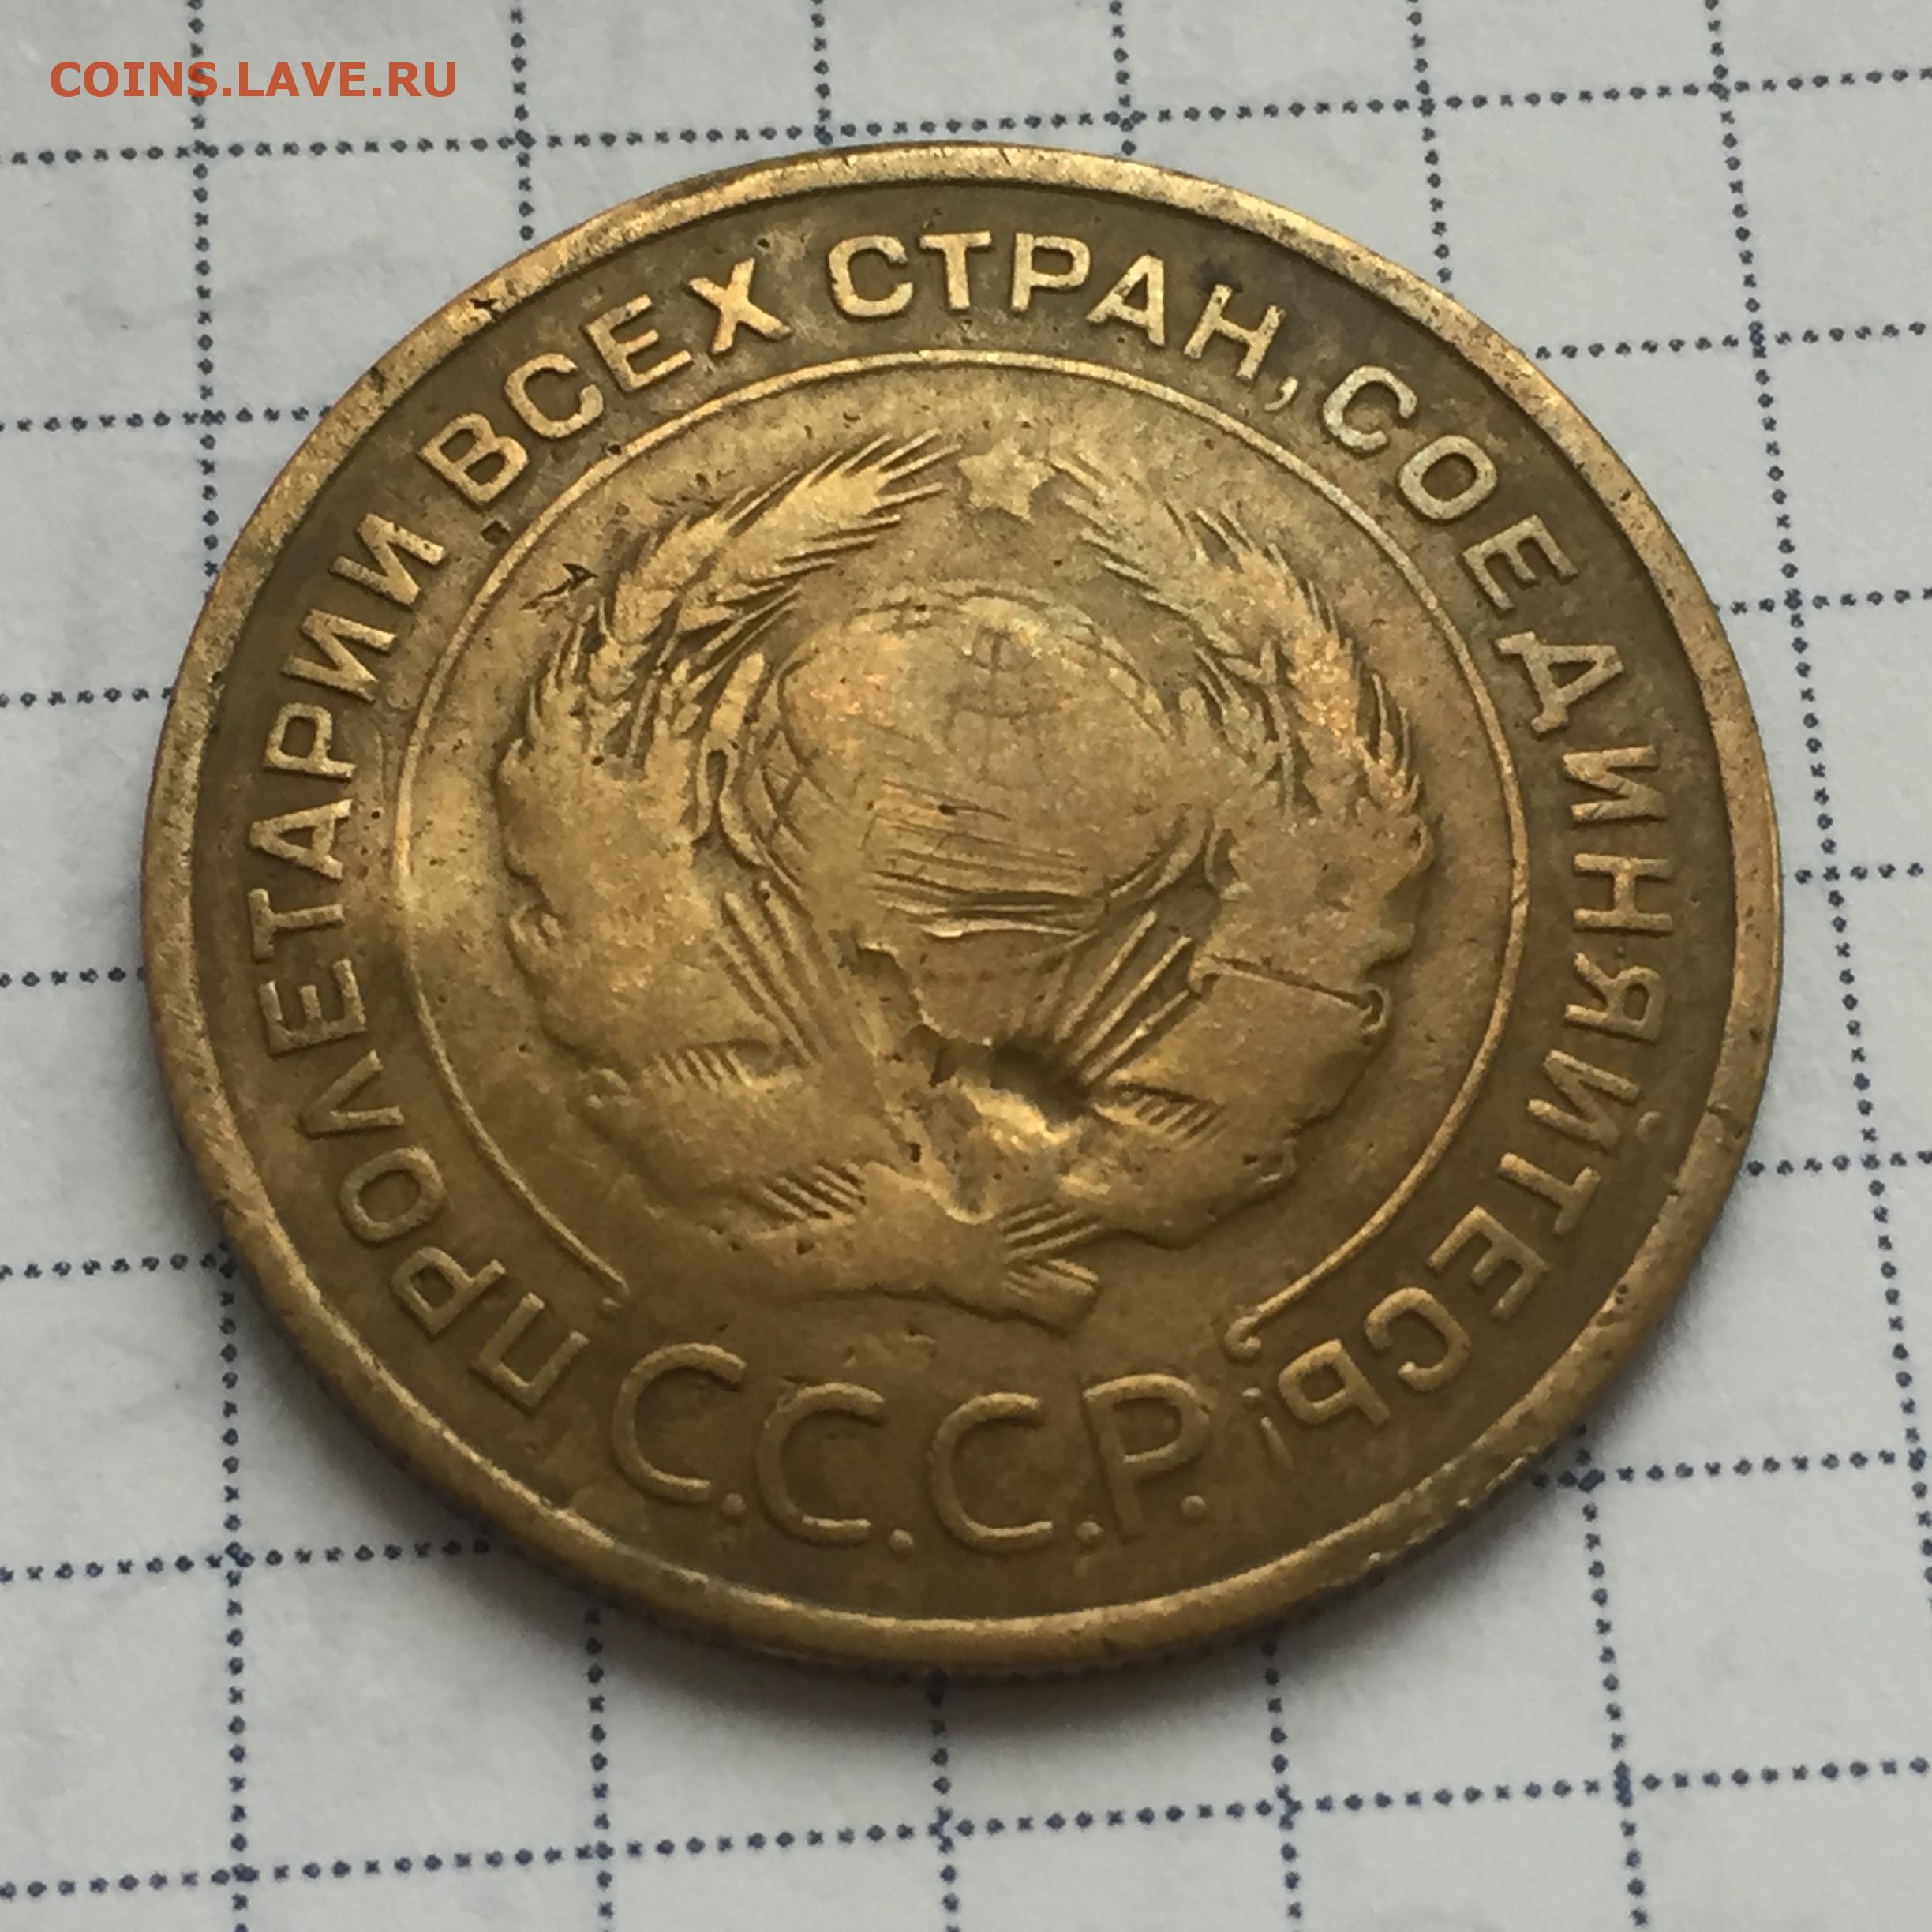 COINS.LAVE.RU
ПРОЛЕТАРИИ ВСЕХ СТРАН, СОЕДИНЯЙТЕСЬ!
С.С.С.Р.